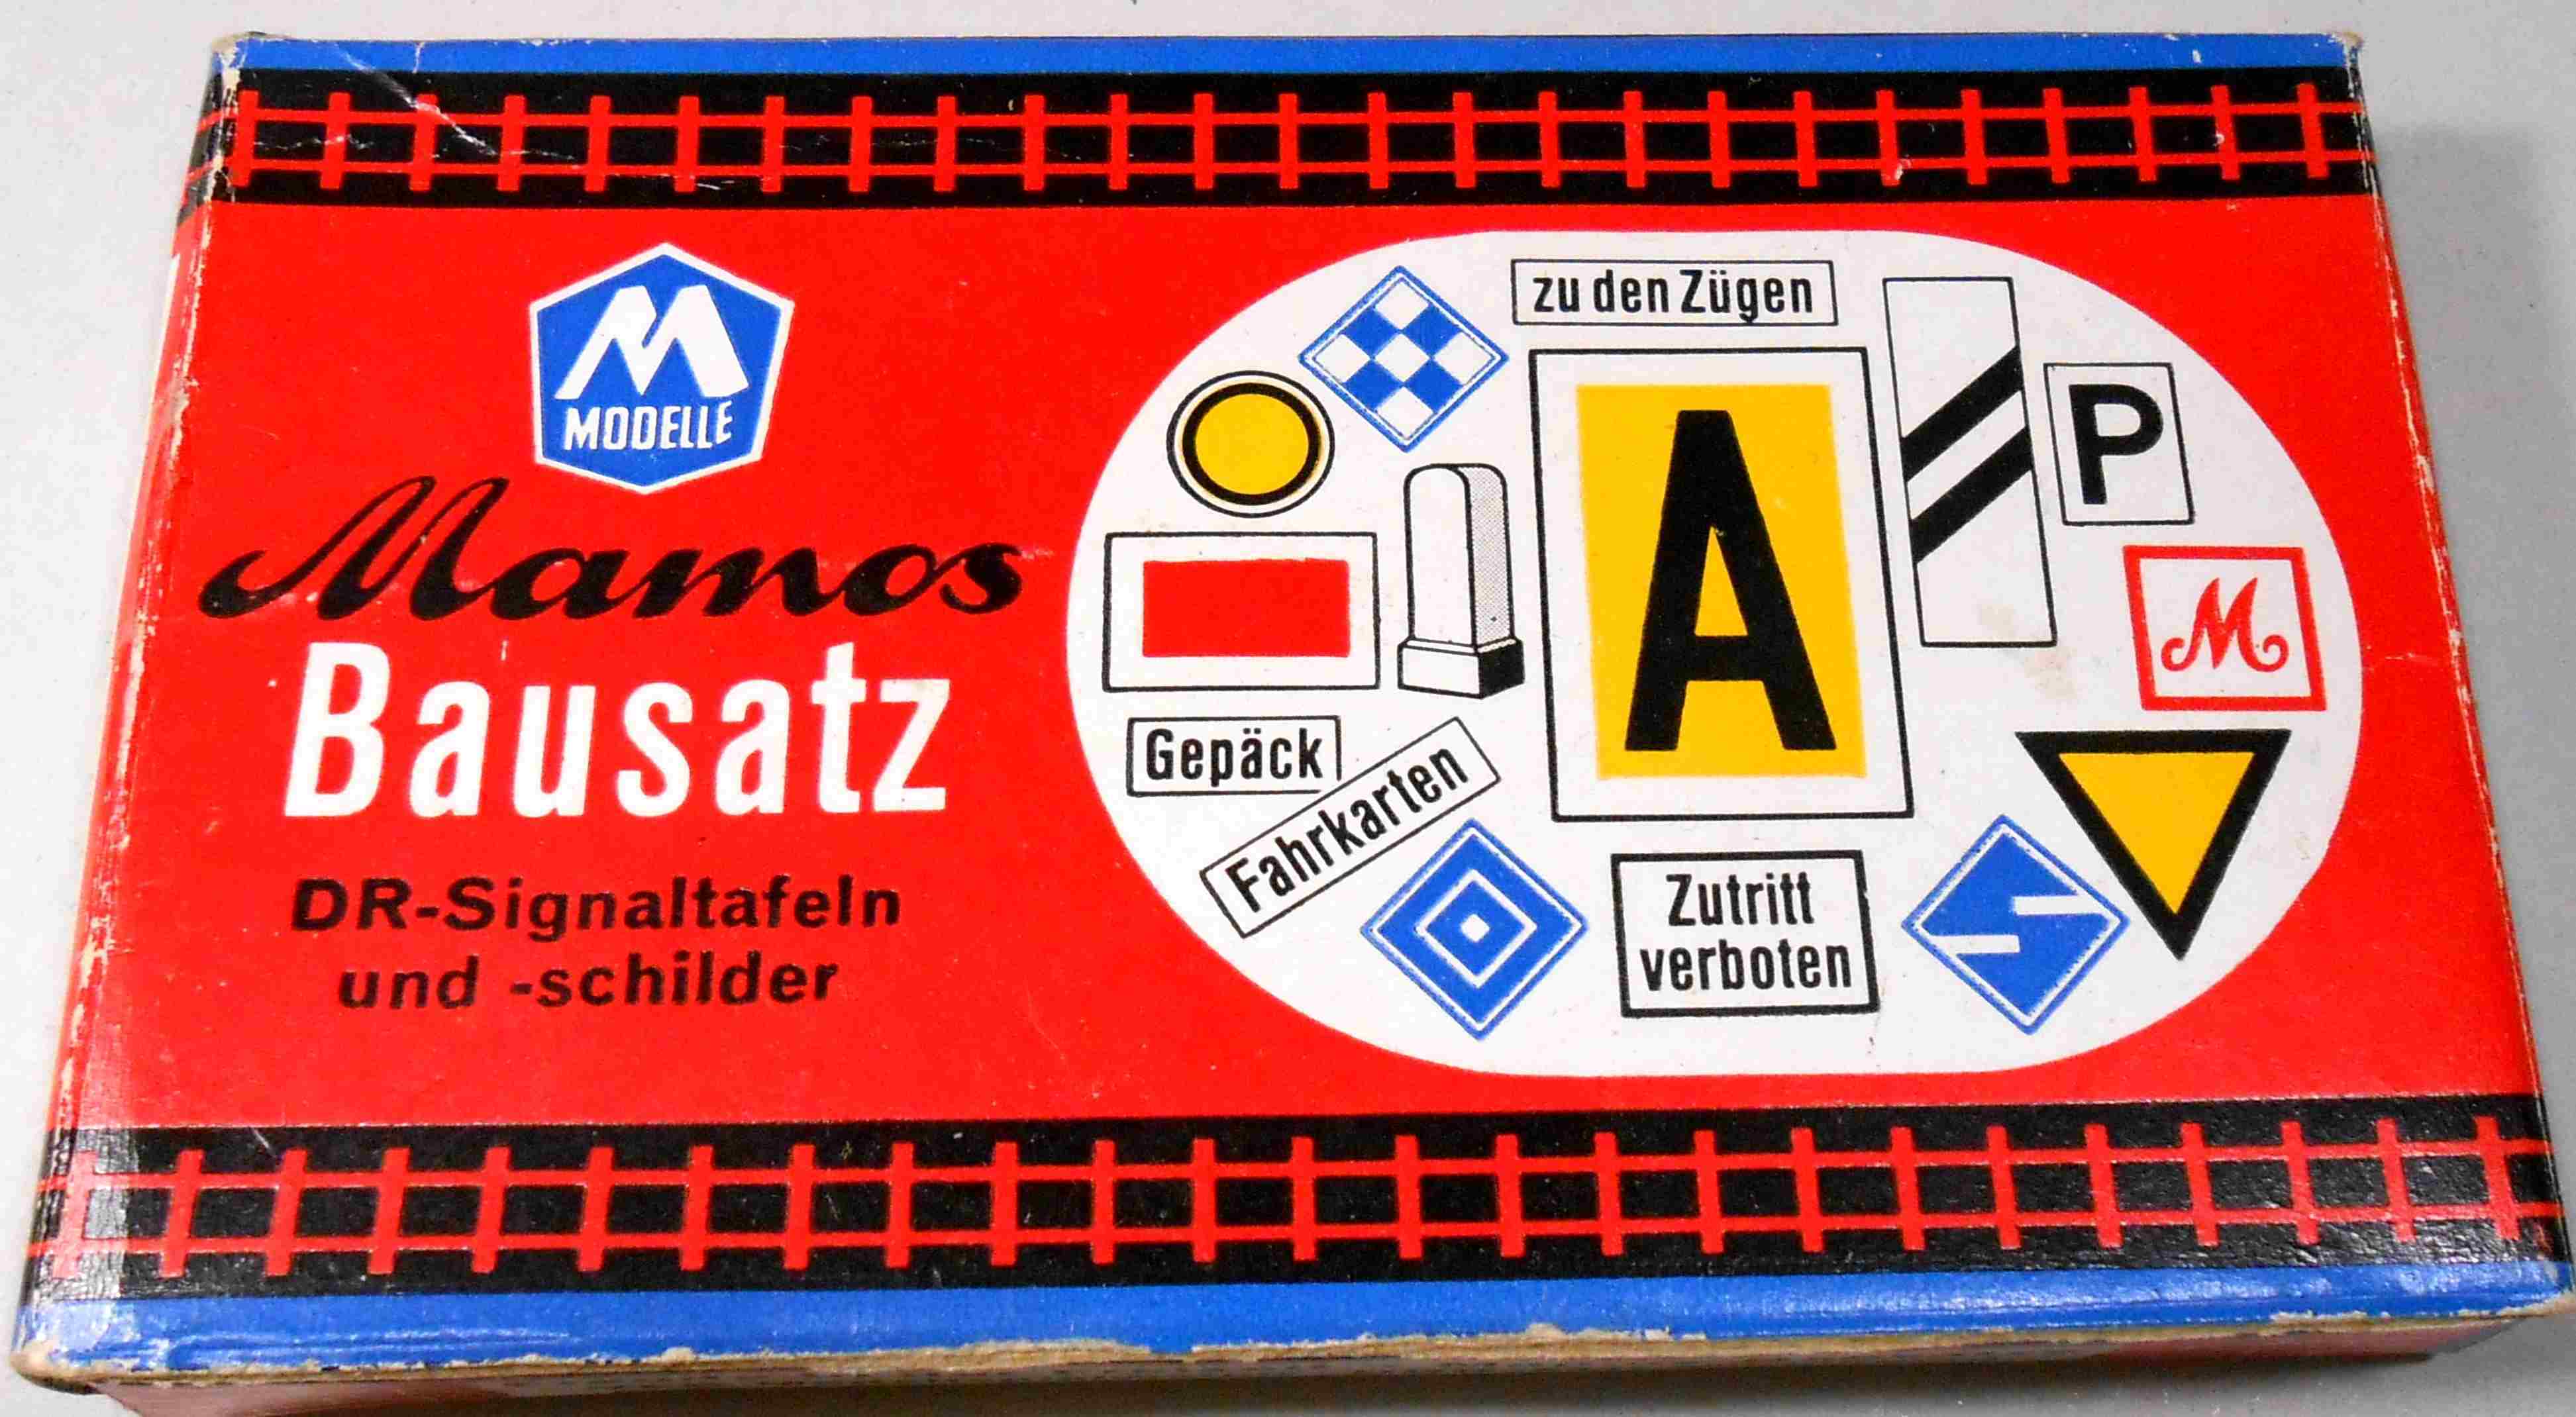 M
MODELLE
Mamos
Bausatz
DR-Signaltafeln
und -schilder
zu den Zügen
A
P
M
Gepäck
Fahrkarten
Zutritt
verboten